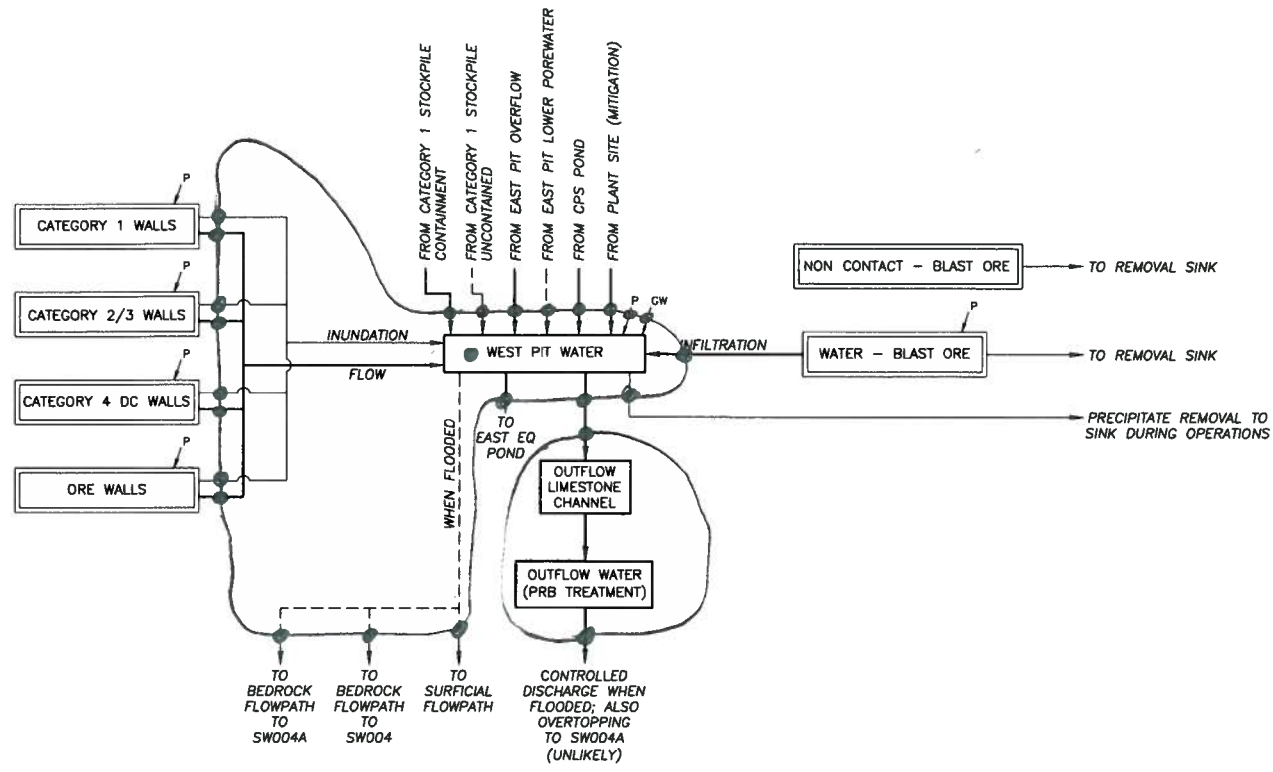 FROM CATEGORY 1 STOCKPILE
CONTAINMENT
FROM CATEGORY 1 STOCKPILE
UNCONTAINED
FROM EAST PIT OVERFLOW
FROM EAST PIT LOWER POREWATER
FROM CPS POND
FROM PLANT SITE (MITIGATION)
P
GW
P
CATEGORY 1 WALLS
P
CATEGORY 2/3 WALLS
P
CATEGORY 4 DC WALLS
P
ORE WALLS
INUNDATION
FLOW
WEST PIT WATER
INFILTRATION
NON CONTACT - BLAST ORE
TO REMOVAL SINK
P
WATER - BLAST ORE
TO REMOVAL SINK
PRECIPITATE REMOVAL TO
SINK DURING OPERATIONS
WHEN FLOODED
TO
EAST EQ
POND
OUTFLOW
LIMESTONE
CHANNEL
OUTFLOW WATER
(PRB TREATMENT)
TO
BEDROCK
FLOWPATH
TO
SW004A
TO
BEDROCK
FLOWPATH
TO
SW004
TO
SURFICIAL
FLOWPATH
CONTROLLED
DISCHARGE WHEN
FLOODED; ALSO
OVERTOPPING
TO SW004A
(UNLIKELY)